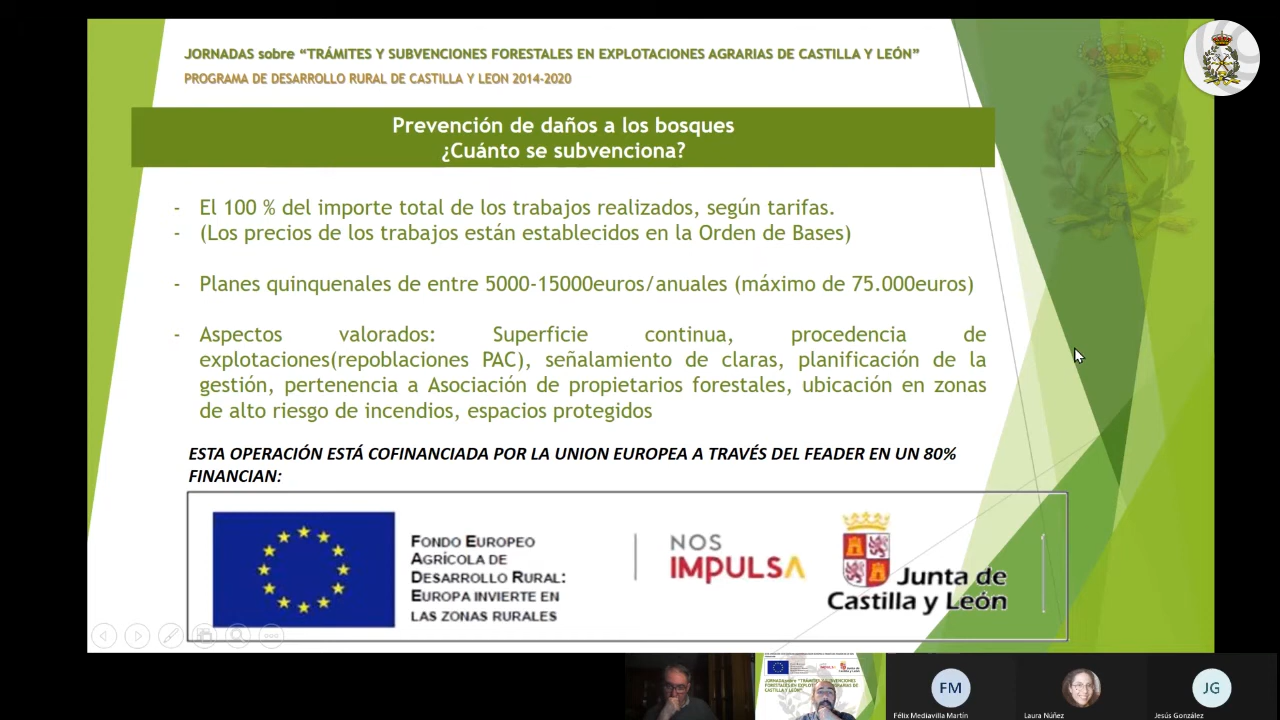 JORNADAS sobre “TRÁMITES Y SUBVENCIONES FORESTALES EN EXPLOTACIONES AGRARIAS DE CASTILLA Y LEÓN”
PROGRAMA DE DESARROLLO RURAL DE CASTILLA Y LEON 2014-2020
Prevención de daños a los bosques
¿Cuánto se subvenciona?
- El 100 % del importe total de los trabajos realizados, según tarifas.
- (Los precios de los trabajos están establecidos en la Orden de Bases)
- Planes quinquenales de entre 5000-15000euros/anuales (máximo de 75.000euros)
- Aspectos valorados: Superficie continua, procedencia de
explotaciones(repoblaciones PAC), señalamiento de claras, planificación de la
gestión, pertenencia a Asociación de propietarios forestales, ubicación en zonas
de alto riesgo de incendios, espacios protegidos
ESTA OPERACIÓN ESTÁ COFINANCIADA POR LA UNION EUROPEA A TRAVÉS DEL FEADER EN UN 80%
FINANCIAN:
FONDO EUROPEO
AGRÍCOLA DE
DESARROLLO RURAL:
EUROPA INVIERTE EN
LAS ZONAS RURALES
NOS
IMPULSA
Junta de
Castilla y León
FM
JG
Félix Mediavilla Martín
Laura Núñez
Jesús González